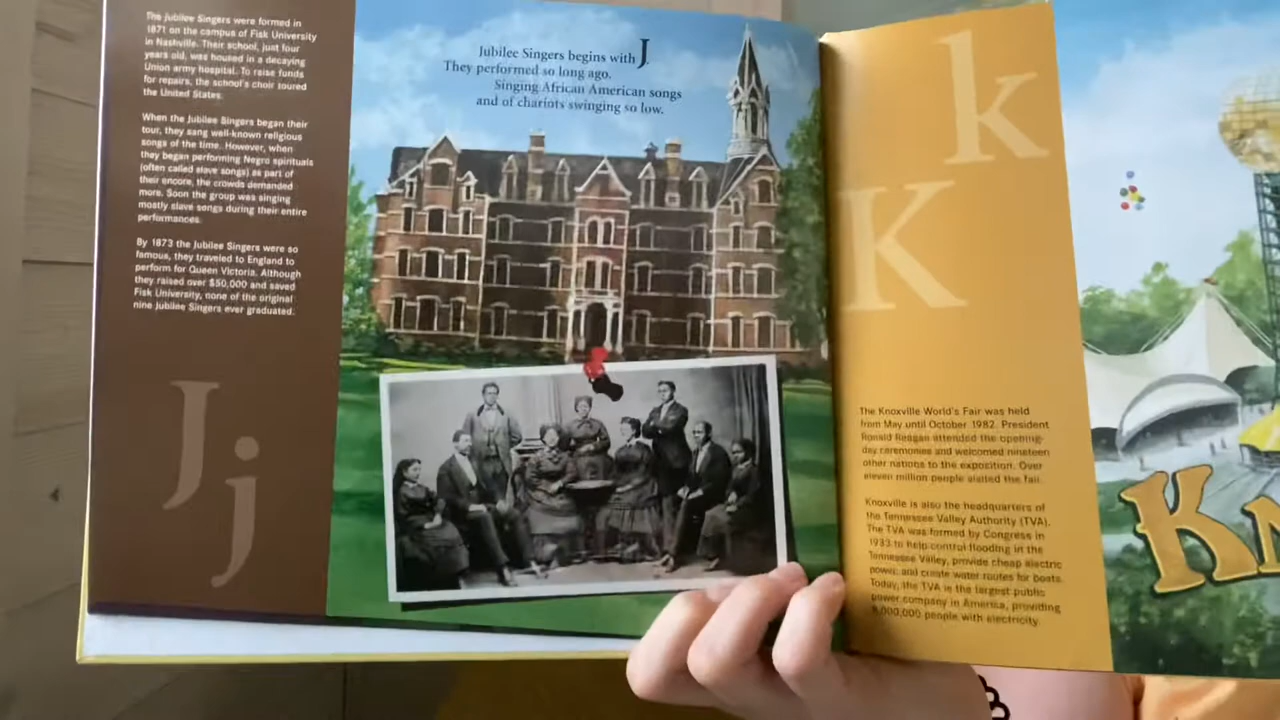 The Jubilee Singers were formed in
1871 on the campus of Fisk University
in Nashville. Their school, just four
years old, was housed in a decaying
Union army hospital. To raise funds
for repairs, the school's choir toured
the United States.
When the Jubilee Singers began their
tour, they sang well-known religious
songs of the time. However, when
they began performing Negro spirituals
(often called slave songs) as part of
their encore, the crowds demanded
more. Soon the group was singing
mostly slave songs during their entire
performances.
By 1873 the Jubilee Singers were so
famous, they traveled to England to
perform for Queen Victoria. Although
they raised over $50,000 and saved
Fisk University, none of the original
nine Jubilee Singers ever graduated.
J j
Jubilee Singers begins with J.
They performed so long ago.
Singing African American songs
and of chariots swinging so low.
k
K
The Knoxville World's Fair was held
from May until October 1982. President
Ronald Reagan attended the opening-
day ceremonies and welcomed nineteen
other nations to the exposition. Over
eleven million people visited the fair.
Knoxville is also the headquarters of
the Tennessee Valley Authority (TVA).
The TVA was formed by Congress in
1933 to help control flooding in the
Tennessee Valley, provide cheap electric
power, and create water routes for boats.
Today, the TVA is the largest public
power company in America, providing
8,000,000 people with electricity.